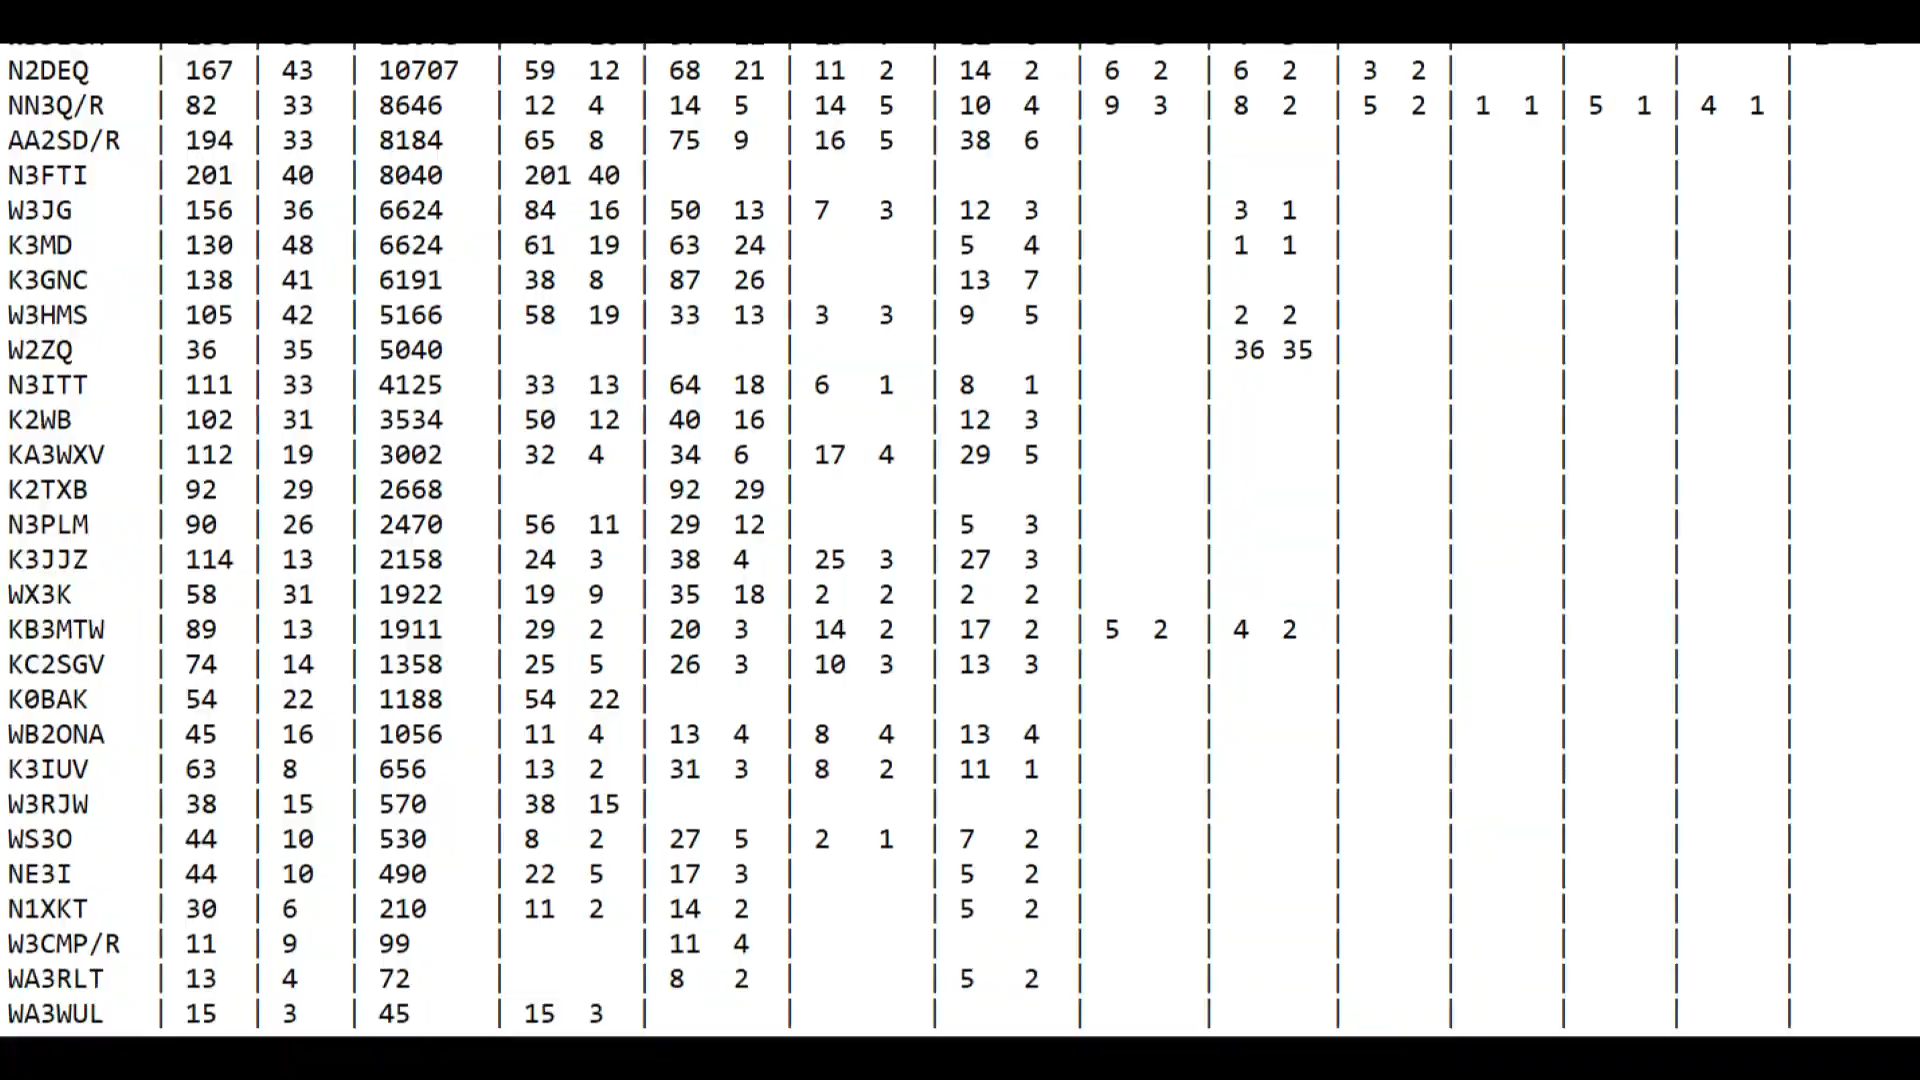 N2DEQ | 167 | 43 | 10707 | 59 12 | 68 21 | 11 2 | 14 2 | 6 2 | 6 2 | 3 2 | | | |
NN3Q/R | 82 | 33 | 8646 | 12 4 | 14 5 | 14 5 | 10 4 | 9 3 | 8 2 | 5 2 | 1 1 | 5 1 | 4 1 |
AA2SD/R | 194 | 33 | 8184 | 65 8 | 75 9 | 16 5 | 38 6 | | | | | | |
N3FTI | 201 | 40 | 8040 | 201 40 | | | | | | | | | |
W3JG | 156 | 36 | 6624 | 84 16 | 50 13 | 7 3 | 12 3 | | 3 1 | | | | |
K3MD | 130 | 48 | 6624 | 61 19 | 63 24 | | 5 4 | | 1 1 | | | | |
K3GNC | 138 | 41 | 6191 | 38 8 | 87 26 | | 13 7 | | | | | | |
W3HMS | 105 | 42 | 5166 | 58 19 | 33 13 | 3 3 | 9 5 | | 2 2 | | | | |
W2ZQ | 36 | 35 | 5040 | | | | | | 36 35 | | | | |
N3ITT | 111 | 33 | 4125 | 33 13 | 64 18 | 6 1 | 8 1 | | | | | | |
K2WB | 102 | 31 | 3534 | 50 12 | 40 16 | | 12 3 | | | | | | |
KA3WXV | 112 | 19 | 3002 | 32 4 | 34 6 | 17 4 | 29 5 | | | | | | |
K2TXB | 92 | 29 | 2668 | | 92 29 | | | | | | | | |
N3PLM | 90 | 26 | 2470 | 56 11 | 29 12 | | 5 3 | | | | | | |
K3JJZ | 114 | 13 | 2158 | 24 3 | 38 4 | 25 3 | 27 3 | | | | | | |
WX3K | 58 | 31 | 1922 | 19 9 | 35 18 | 2 2 | 2 2 | | | | | | |
KB3MTW | 89 | 13 | 1911 | 29 2 | 20 3 | 14 2 | 17 2 | 5 2 | 4 2 | | | | |
KC2SGV | 74 | 14 | 1358 | 25 5 | 26 3 | 10 3 | 13 3 | | | | | | |
K0BAK | 54 | 22 | 1188 | 54 22 | | | | | | | | | |
WB2ONA | 45 | 16 | 1056 | 11 4 | 13 4 | 8 4 | 13 4 | | | | | | |
K3IUV | 63 | 8 | 656 | 13 2 | 31 3 | 8 2 | 11 1 | | | | | | |
W3RJW | 38 | 15 | 570 | 38 15 | | | | | | | | | |
WS3O | 44 | 10 | 530 | 8 2 | 27 5 | 2 1 | 7 2 | | | | | | |
NE3I | 44 | 10 | 490 | 22 5 | 17 3 | | 5 2 | | | | | | |
N1XKT | 30 | 6 | 210 | 11 2 | 14 2 | | 5 2 | | | | | | |
W3CMP/R | 11 | 9 | 99 | | 11 4 | | | | | | | | |
WA3RLT | 13 | 4 | 72 | | 8 2 | | 5 2 | | | | | | |
WA3WUL | 15 | 3 | 45 | 15 3 | | | | | | | | | |